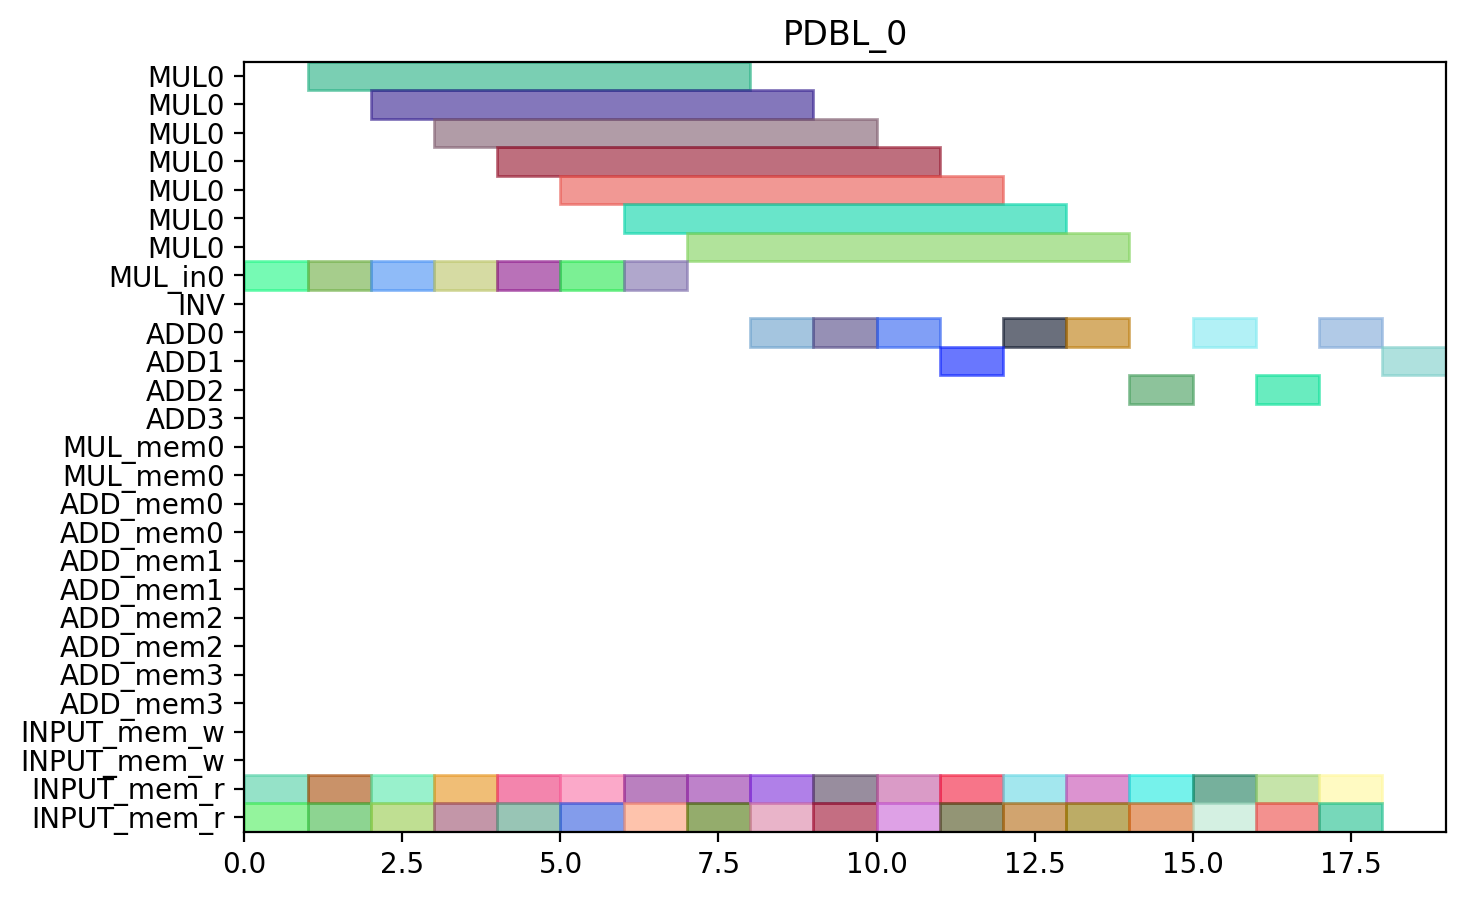 PDBL_0
MUL0
MUL0
MUL0
MUL0
MUL0
MUL0
MUL0
MUL_in0
INV
ADD0
ADD1
ADD2
ADD3
MUL_mem0
MUL_mem0
ADD_mem0
ADD_mem0
ADD_mem1
ADD_mem1
ADD_mem2
ADD_mem2
ADD_mem3
ADD_mem3
INPUT_mem_w
INPUT_mem_w
INPUT_mem_r
INPUT_mem_r
0.0 2.5 5.0 7.5 10.0 12.5 15.0 17.5